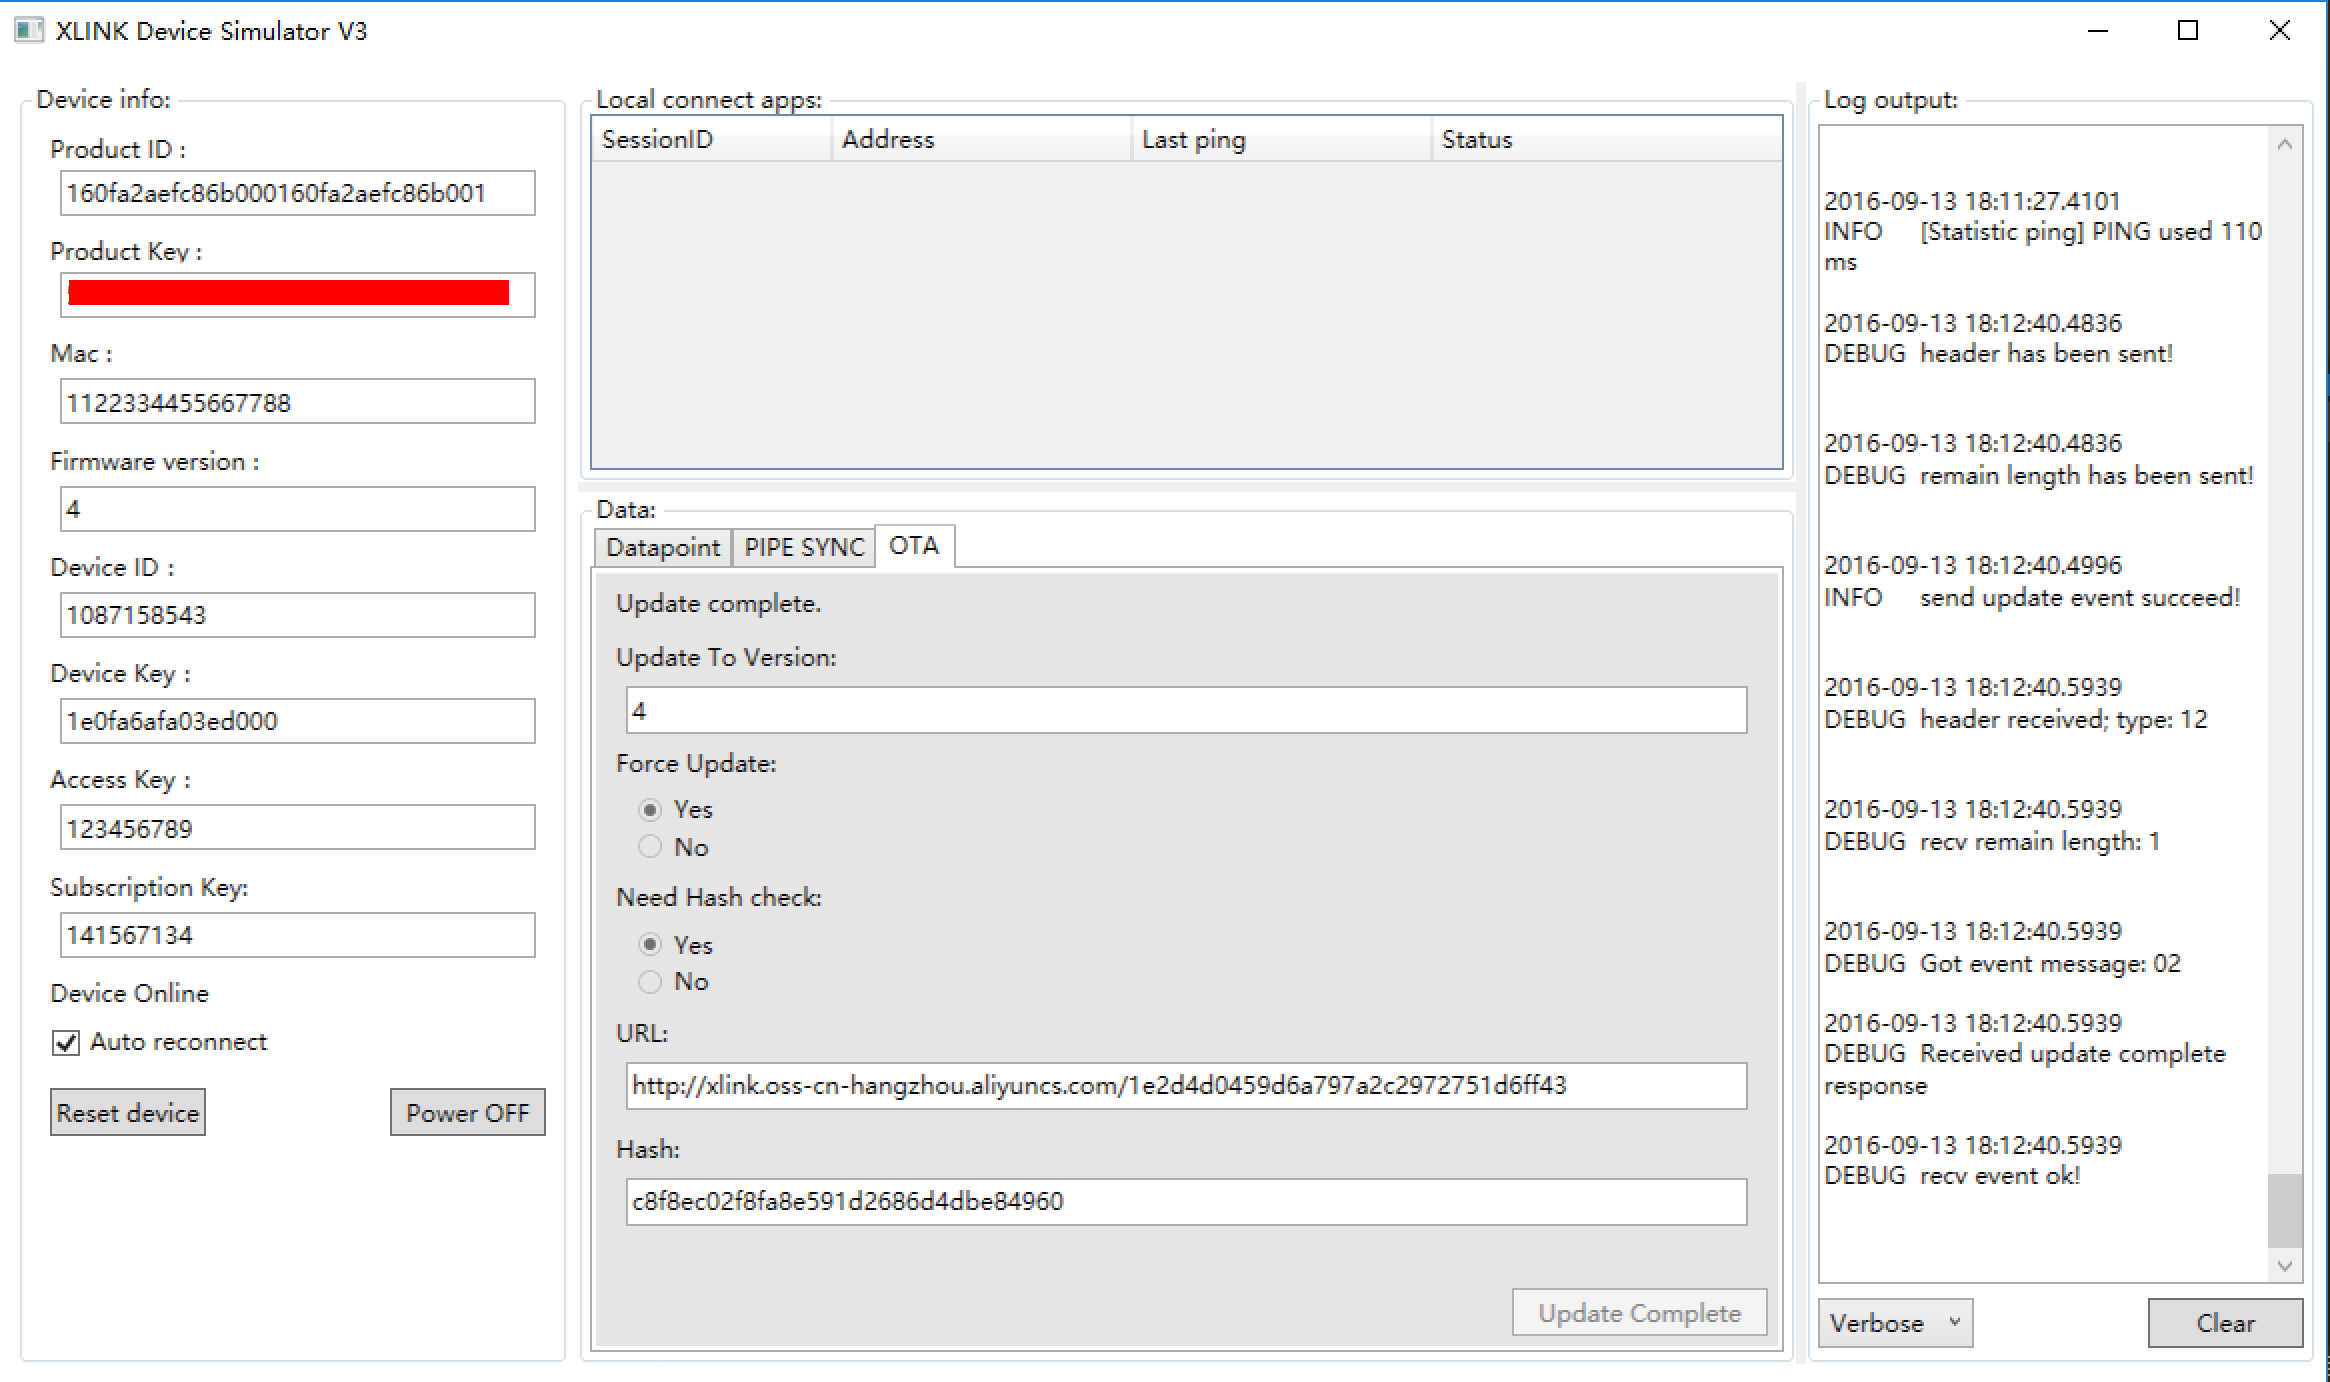 XLINK Device Simulator V3
Device info:
Product ID :
160fa2aefc86b000160fa2aefc86b001
Product Key :
Mac :
1122334455667788
Firmware version :
4
Device ID :
1087158543
Device Key :
1e0fa6afa03ed000
Access Key :
123456789
Subscription Key:
141567134
Device Online
Auto reconnect
Reset device
Power OFF
Local connect apps:
SessionID Address Last ping Status
Data:
Datapoint PIPE SYNC OTA
Update complete.
Update To Version:
4
Force Update:
Yes
No
Need Hash check:
Yes
No
URL:
http://xlink.oss-cn-hangzhou.aliyuncs.com/1e2d4d0459d6a797a2c2972751d6ff43
Hash:
c8f8ec02f8fa8e591d2686d4dbe84960
Update Complete
Log output:
2016-09-13 18:11:27.4101
INFO [Statistic ping] PING used 110
ms
2016-09-13 18:12:40.4836
DEBUG header has been sent!
2016-09-13 18:12:40.4836
DEBUG remain length has been sent!
2016-09-13 18:12:40.4996
INFO send update event succeed!
2016-09-13 18:12:40.5939
DEBUG header received; type: 12
2016-09-13 18:12:40.5939
DEBUG recv remain length: 1
2016-09-13 18:12:40.5939
DEBUG Got event message: 02
2016-09-13 18:12:40.5939
DEBUG Received update complete
response
2016-09-13 18:12:40.5939
DEBUG recv event ok!
Verbose
Clear